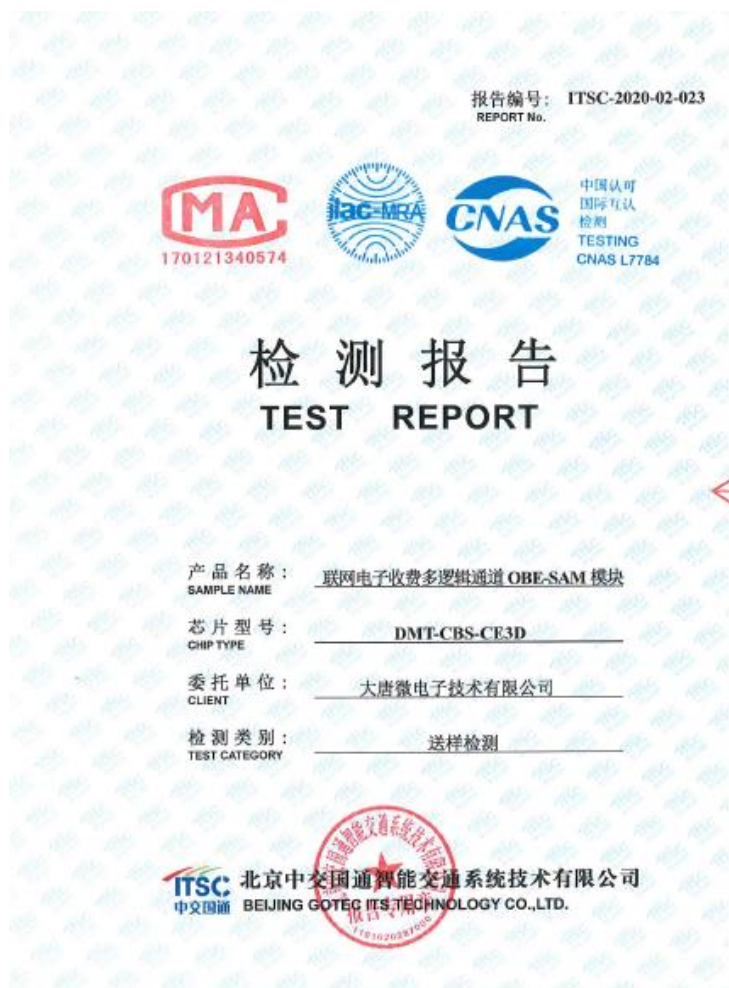 报告编号： ITSC-2020-02-023
REPORT No.
MA
170121340574
ilac-MRA
CNAS
中国认可
国际互认
检测
TESTING
CNAS L7784
检 测 报 告
TEST REPORT
产品名称： 联网电子收费多逻辑通道 OBE-SAM 模块
SAMPLE NAME
芯片型号： DMT-CBS-CE3D
CHIP TYPE
委托单位： 大唐微电子技术有限公司
CLIENT
检测类别： 送样检测
TEST CATEGORY
ITSC 北京中交国通智能交通系统技术有限公司
中交国通 BEIJING GOTEC ITS TECHNOLOGY CO.,LTD.